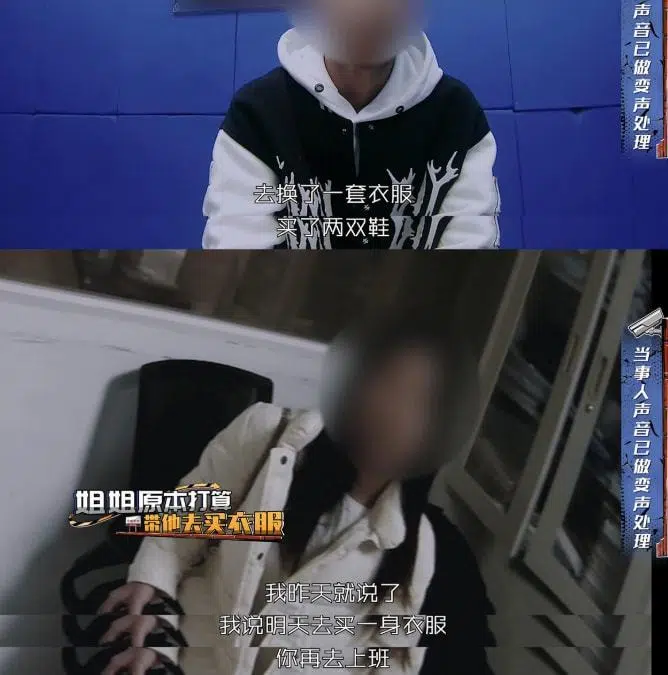 声音已做变声处理
去换了一套衣服
买了两双鞋
当事人声音已做变声处理
姐姐原本打算
带他去买衣服
我昨天就说了
我说明天去买一身衣服
你再去上班